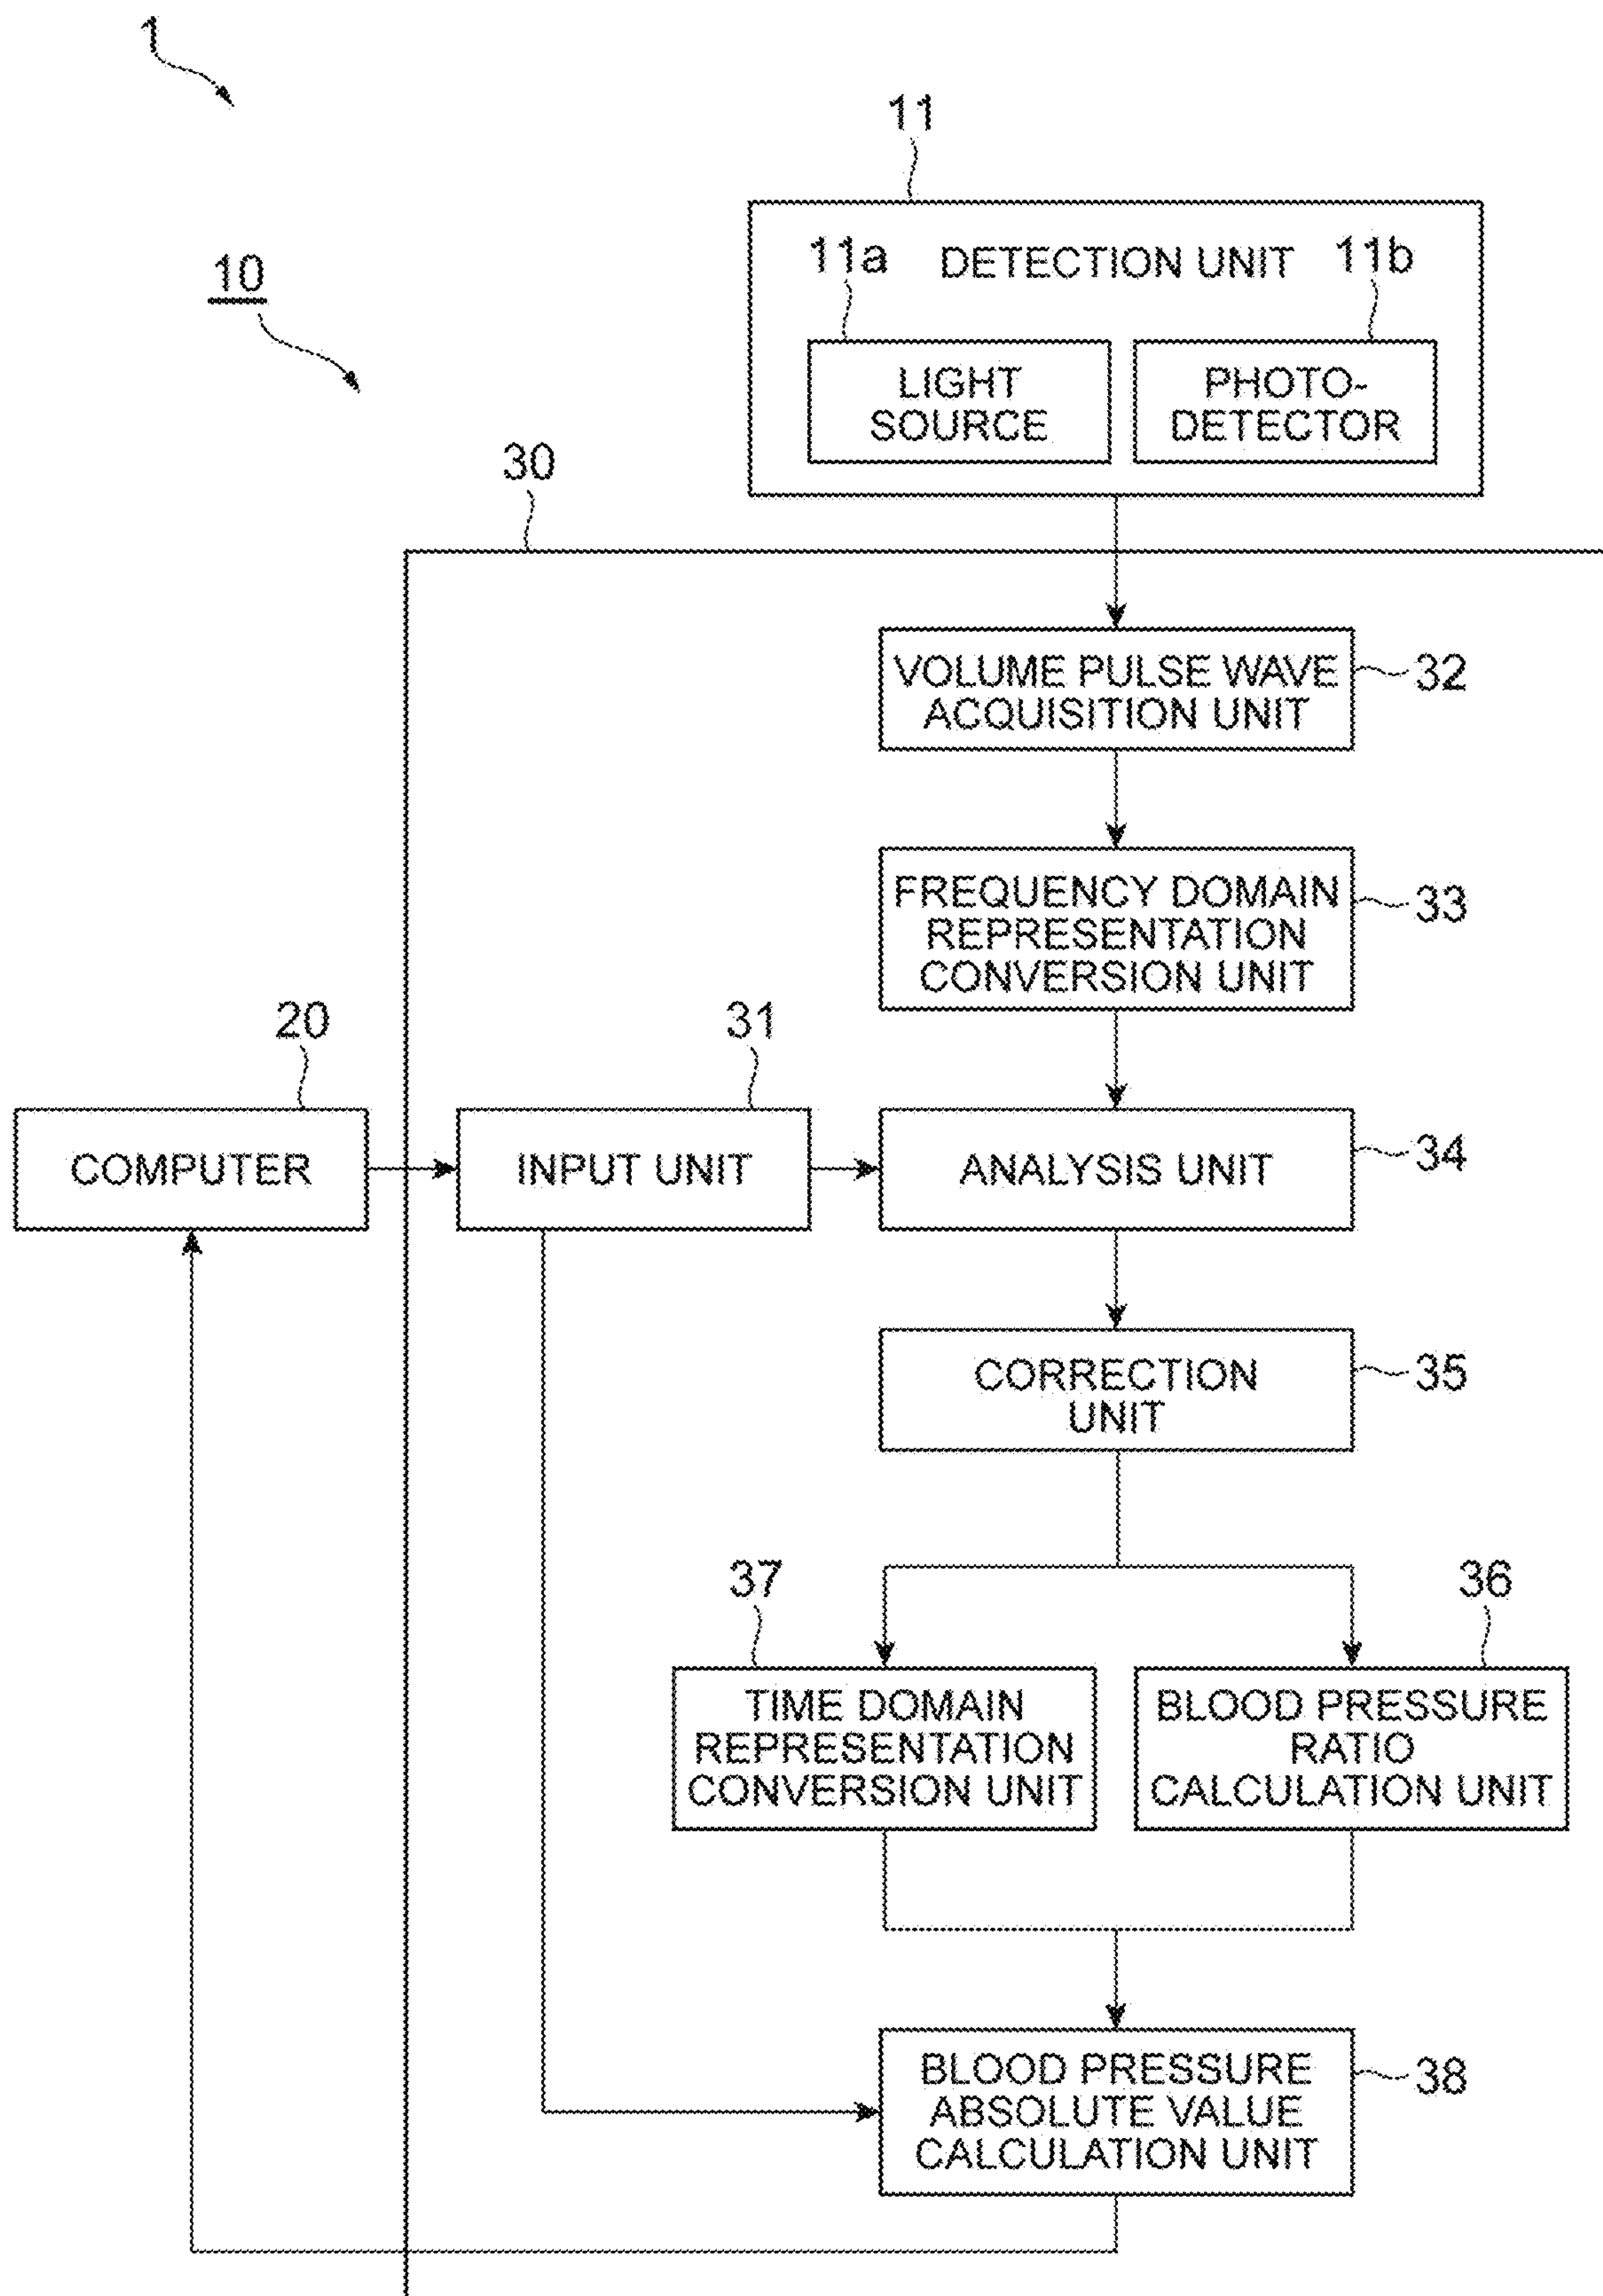 1
11
10
11a
DETECTION UNIT
11b
LIGHT
SOURCE
PHOTO-
DETECTOR
30
VOLUME PULSE WAVE
ACQUISITION UNIT
32
FREQUENCY DOMAIN
REPRESENTATION
CONVERSION UNIT
33
20
31
COMPUTER
INPUT UNIT
ANALYSIS UNIT
34
CORRECTION
UNIT
35
37
36
TIME DOMAIN
REPRESENTATION
CONVERSION UNIT
BLOOD PRESSURE
RATIO
CALCULATION UNIT
BLOOD PRESSURE
ABSOLUTE VALUE
CALCULATION UNIT
38